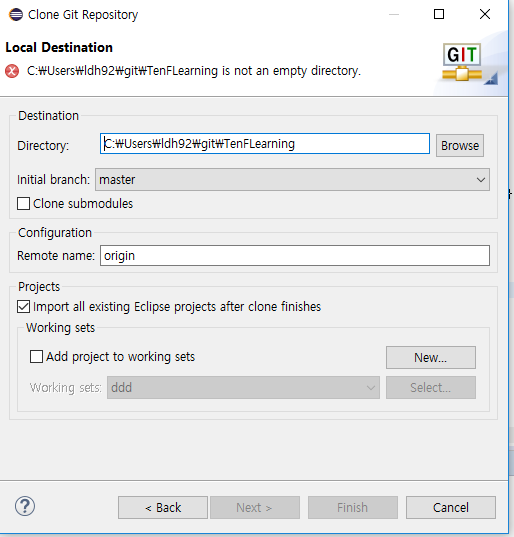 Clone Git Repository
Local Destination
C:₩Users₩ldh92₩git₩TenFLearning is not an empty directory.
GIT
Destination
Directory: C:₩Users₩ldh92₩git₩TenFLearning Browse
Initial branch: master
Clone submodules
Configuration
Remote name: origin
Projects
Import all existing Eclipse projects after clone finishes
Working sets
Add project to working sets New...
Working sets: ddd Select...
? < Back Next > Finish Cancel